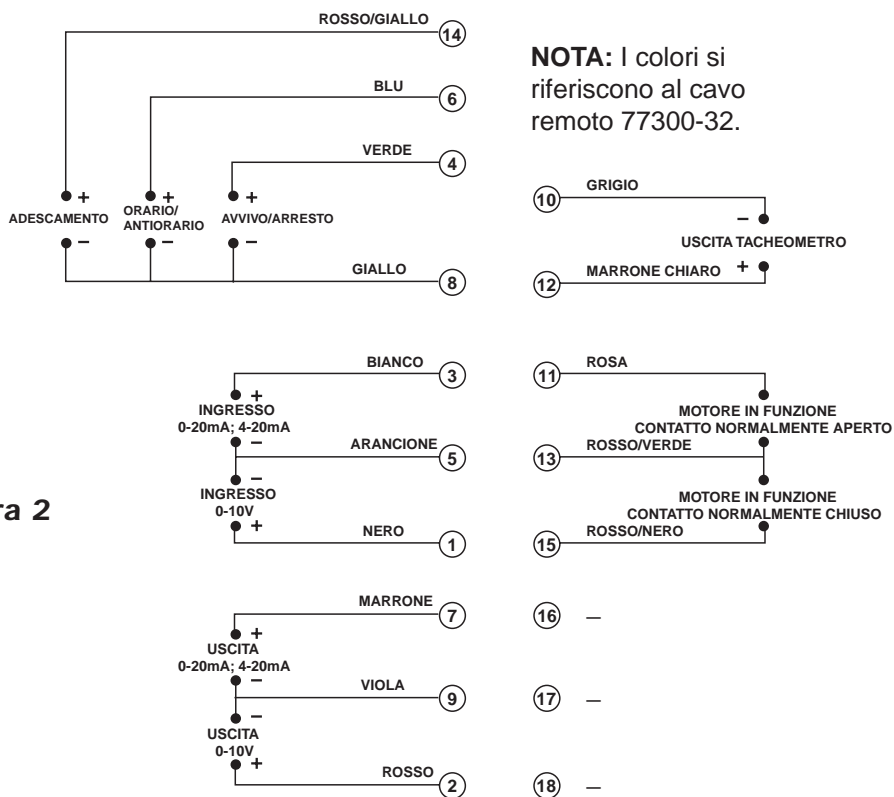 ROSSO/GIALLO
14
BLU
6
VERDE
4
+
+
+
ADESCAMENTO
ORARIO/
ANTIORARIO
AVVIVO/ARRESTO
–
–
–
GIALLO
8
NOTA: I colori si
riferiscono al cavo
remoto 77300-32.
10
GRIGIO
–
USCITA TACHEOMETRO
+
12
MARRONE CHIARO
BIANCO
3
+
INGRESSO
0-20mA; 4-20mA
–
ARANCIONE
5
–
INGRESSO
0-10V
+
NERO
1
11
ROSA
MOTORE IN FUNZIONE
CONTATTO NORMALMENTE APERTO
13
ROSSO/VERDE
MOTORE IN FUNZIONE
CONTATTO NORMALMENTE CHIUSO
15
ROSSO/NERO
ra 2
MARRONE
7
+
USCITA
0-20mA; 4-20mA
–
VIOLA
9
–
USCITA
0-10V
+
ROSSO
2
16 –
17 –
18 –